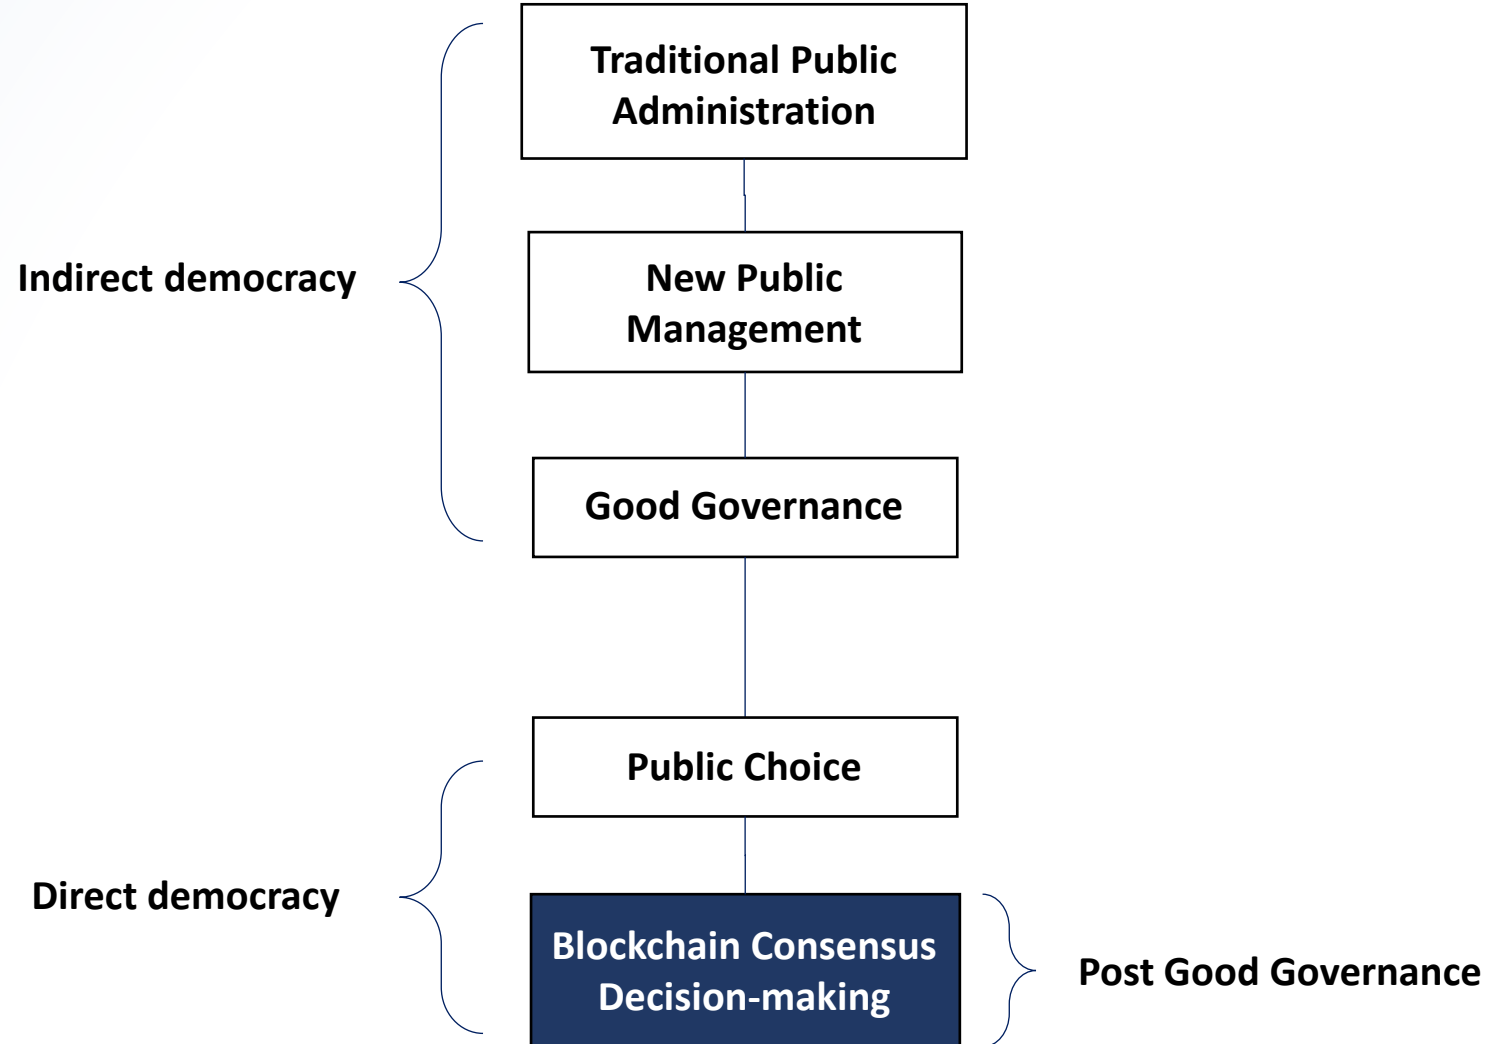 Traditional Public
Administration
Indirect democracy
New Public
Management
Good Governance
Public Choice
Direct democracy
Blockchain Consensus
Decision-making
Post Good Governance